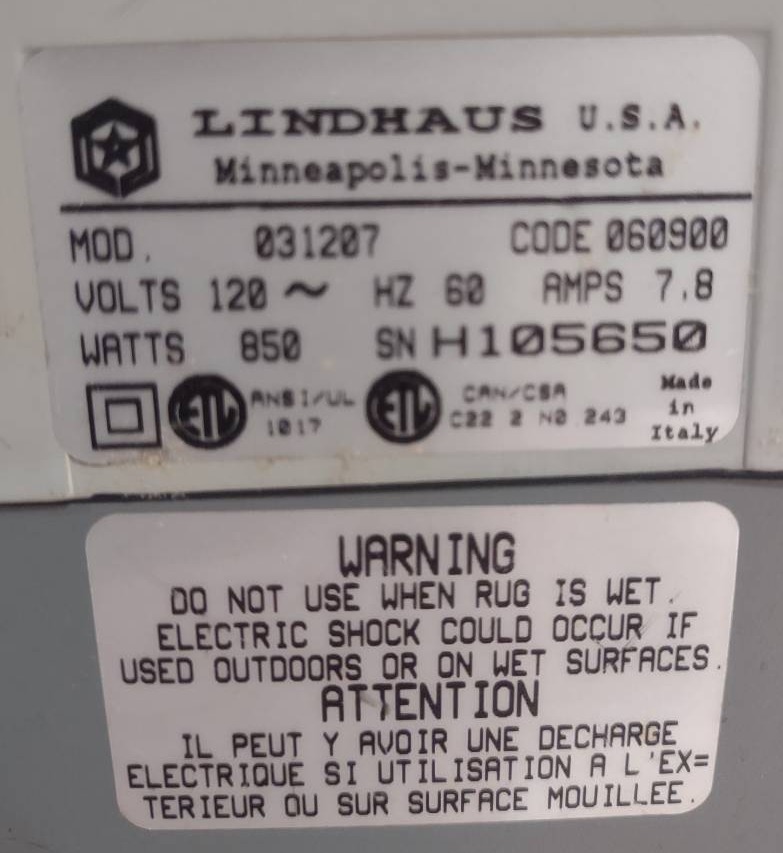 LINDHAUS U.S.A.
Minneapolis-Minnesota
MOD. 031207 CODE 060900
VOLTS 120 ~ HZ 60 AMPS 7.8
WATTS 850 SN H105650
ETL ANSI/UL 1017 ETL CAN/CSA C22 2 NO 243 Made in Italy
WARNING
DO NOT USE WHEN RUG IS WET.
ELECTRIC SHOCK COULD OCCUR IF
USED OUTDOORS OR ON WET SURFACES.
ATTENTION
IL PEUT Y AVOIR UNE DECHARGE
ELECTRIQUE SI UTILISATION A L'EX=
TERIEUR OU SUR SURFACE MOUILLEE.